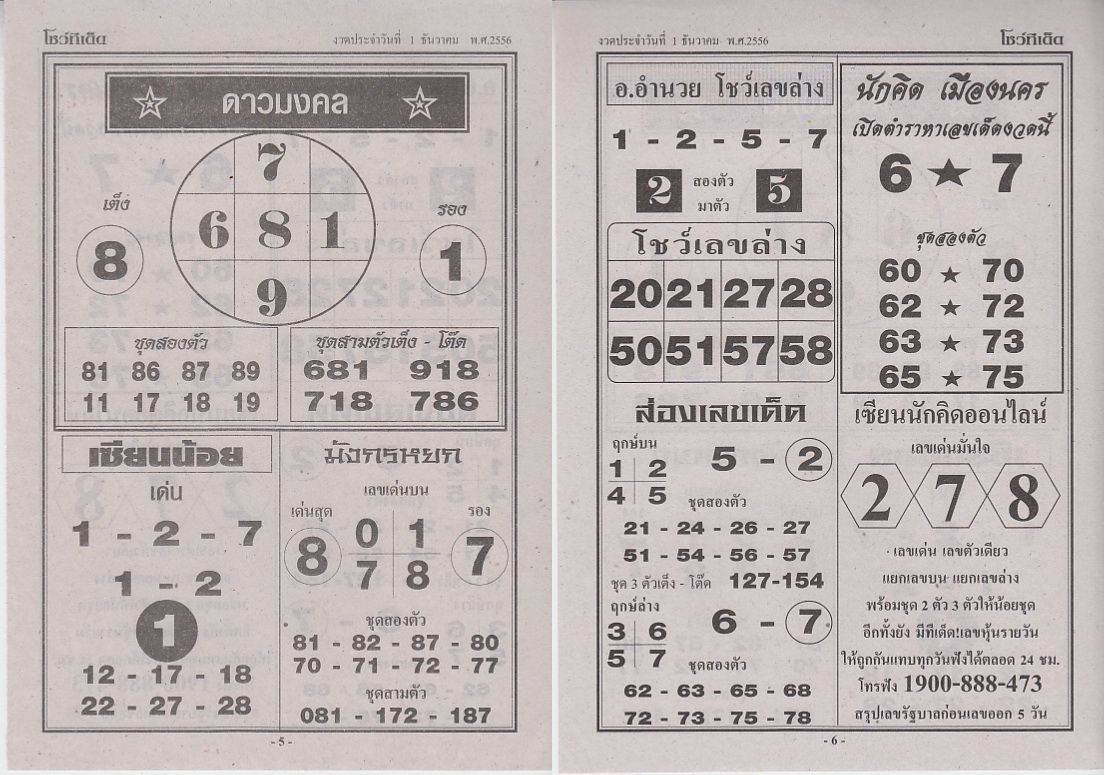 โชว์ทีเด็ด
งวดประจำวันที่ 1 ธันวาคม พ.ศ.2556
ดาวมงคล
เต็ง
8
7
6 8 1
9
รอง
1
ชุดสองตัว
81 86 87 89
11 17 18 19
ชุดสามตัวเต็ง - โต๊ด
681 918
718 786
เซียนน้อย
เด่น
1 - 2 - 7
1 - 2
1
12 - 17 - 18
22 - 27 - 28
มังกรหยก
เลขเด่นบน
เด่นสุด
8
0 1
7 8
รอง
7
ชุดสองตัว
81 - 82 - 87 - 80
70 - 71 - 72 - 77
ชุดสามตัว
081 - 172 - 187
- 5 -
งวดประจำวันที่ 1 ธันวาคม พ.ศ.2556
โชว์ทีเด็ด
อ.อำนวย โชว์เลขล่าง
1 - 2 - 5 - 7
2 สองตัว 5
มาตัว
โชว์เลขล่าง
20 21 27 28
50 51 57 58
นักคิด เมืองนคร
เปิดตำราหาเลขเด็ดงวดนี้
6 ★ 7
ชุดสองตัว
60 ★ 70
62 ★ 72
63 ★ 73
65 ★ 75
ส่องเลขเด็ด
ฤกษ์บน
1 2
4 5
5 - 2
ชุดสองตัว
21 - 24 - 26 - 27
51 - 54 - 56 - 57
ชุด 3 ตัวเต็ง - โต๊ด 127-154
ฤกษ์ล่าง
3 6
5 7
6 - 7
ชุดสองตัว
62 - 63 - 65 - 68
72 - 73 - 75 - 78
เซียนนักคิดออนไลน์
เลขเด่นมั่นใจ
2 7 8
เลขเด่น เลขตัวเดียว
แยกเลขบน แยกเลขล่าง
พร้อมชุด 2 ตัว 3 ตัวให้น้อยชุด
อีกทั้งยัง มีทีเด็ด!เลขหุ้นรายวัน
ให้ถูกกันแทบทุกวันฟังได้ตลอด 24 ชม.
โทรฟัง 1900-888-473
สรุปเลขรัฐบาลก่อนเลขออก 5 วัน
- 6 -